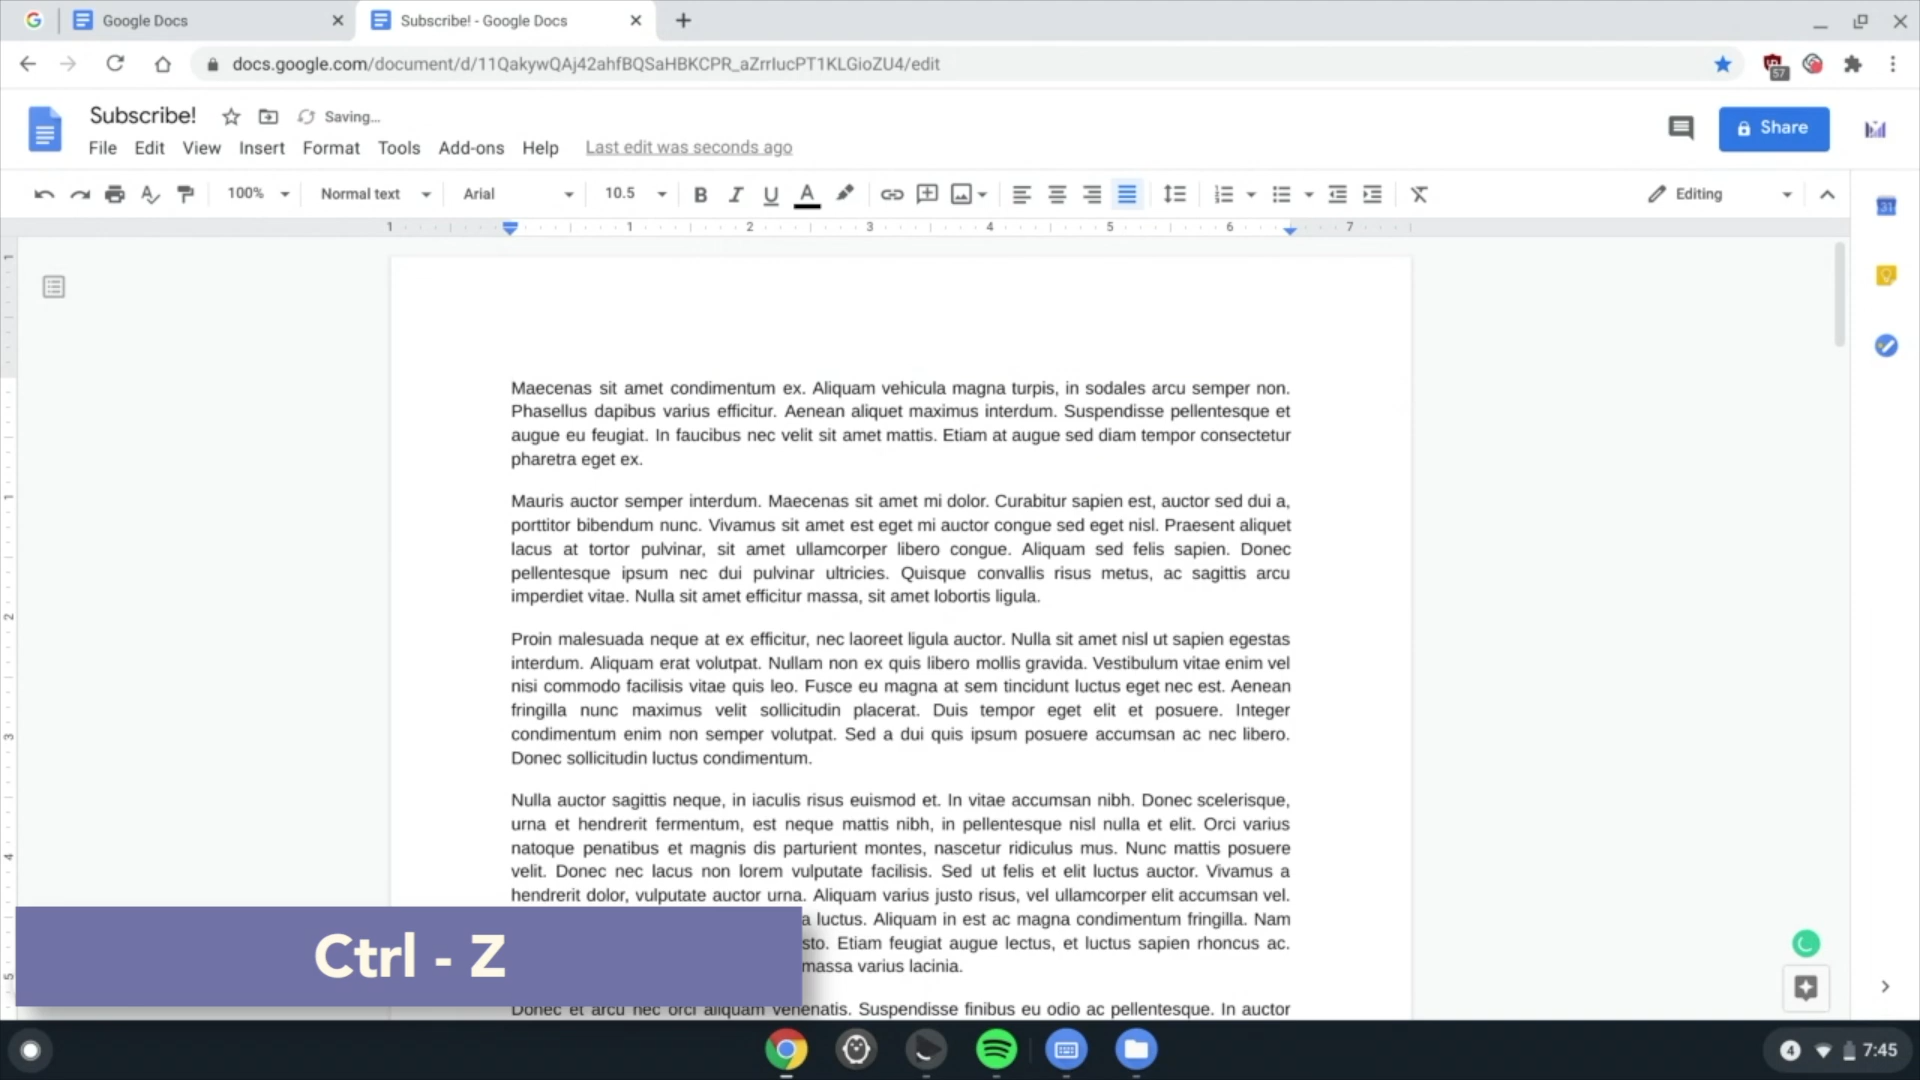 Google Docs
Subscribe! - Google Docs
docs.google.com/document/d/11QakywQAj42ahfBQSaHBKCPR_aZrrIucPT1KLGioZU4/edit
57
Subscribe!
Saving...
File Edit View Insert Format Tools Add-ons Help Last edit was seconds ago
Share
100% Normal text Arial 10.5 B I U A Editing
31
1 1 2 3 4 5 6 7
Maecenas sit amet condimentum ex. Aliquam vehicula magna turpis, in sodales arcu semper non.
Phasellus dapibus varius efficitur. Aenean aliquet maximus interdum. Suspendisse pellentesque et
augue eu feugiat. In faucibus nec velit sit amet mattis. Etiam at augue sed diam tempor consectetur
pharetra eget ex.
Mauris auctor semper interdum. Maecenas sit amet mi dolor. Curabitur sapien est, auctor sed dui a,
porttitor bibendum nunc. Vivamus sit amet est eget mi auctor congue sed eget nisl. Praesent aliquet
lacus at tortor pulvinar, sit amet ullamcorper libero congue. Aliquam sed felis sapien. Donec
pellentesque ipsum nec dui pulvinar ultricies. Quisque convallis risus metus, ac sagittis arcu
imperdiet vitae. Nulla sit amet efficitur massa, sit amet lobortis ligula.
Proin malesuada neque at ex efficitur, nec laoreet ligula auctor. Nulla sit amet nisl ut sapien egestas
interdum. Aliquam erat volutpat. Nullam non ex quis libero mollis gravida. Vestibulum vitae enim vel
nisi commodo facilisis vitae quis leo. Fusce eu magna at sem tincidunt luctus eget nec est. Aenean
fringilla nunc maximus velit sollicitudin placerat. Duis tempor eget elit et posuere. Integer
condimentum enim non semper volutpat. Sed a dui quis ipsum posuere accumsan ac nec libero.
Donec sollicitudin luctus condimentum.
Nulla auctor sagittis neque, in iaculis risus euismod et. In vitae accumsan nibh. Donec scelerisque,
urna et hendrerit fermentum, est neque mattis nibh, in pellentesque nisl nulla et elit. Orci varius
natoque penatibus et magnis dis parturient montes, nascetur ridiculus mus. Nunc mattis posuere
velit. Donec nec lacus non lorem vulputate facilisis. Sed ut felis et elit luctus auctor. Vivamus a
hendrerit dolor, vulputate auctor urna. Aliquam varius justo risus, vel ullamcorper elit accumsan vel.
a luctus. Aliquam in est ac magna condimentum fringilla. Nam
sto. Etiam feugiat augue lectus, et luctus sapien rhoncus ac.
massa varius lacinia.
Donec et arcu nec orci aliquam venenatis. Suspendisse finibus eu odio ac pellentesque. In auctor
Ctrl - Z
4 7:45